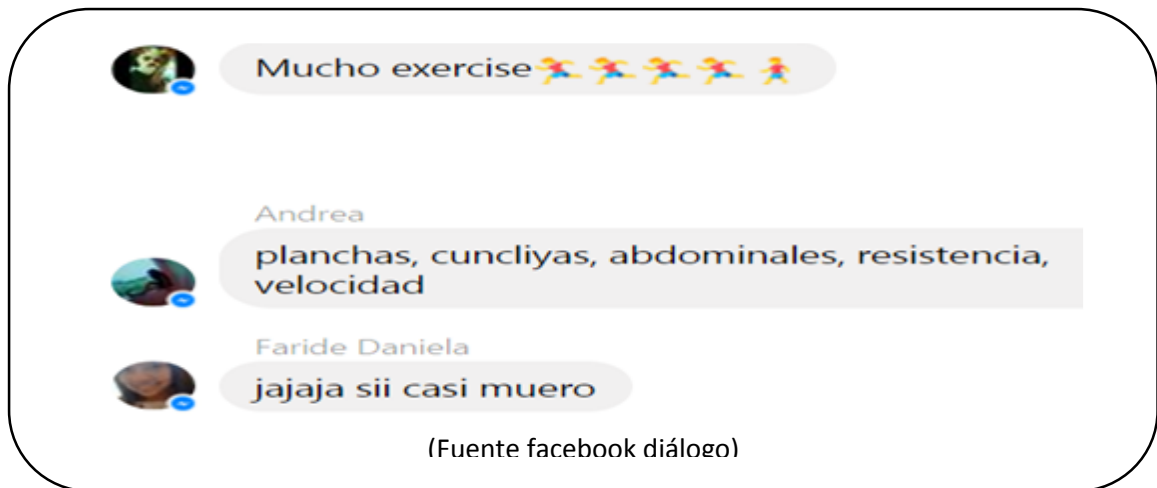 Mucho exercise🏃🏃🏃🏃🚶
Andrea
planchas, cuncliyas, abdominales, resistencia,
velocidad
Faride Daniela
jajaja sii casi muero
(Fuente facebook diálogo)